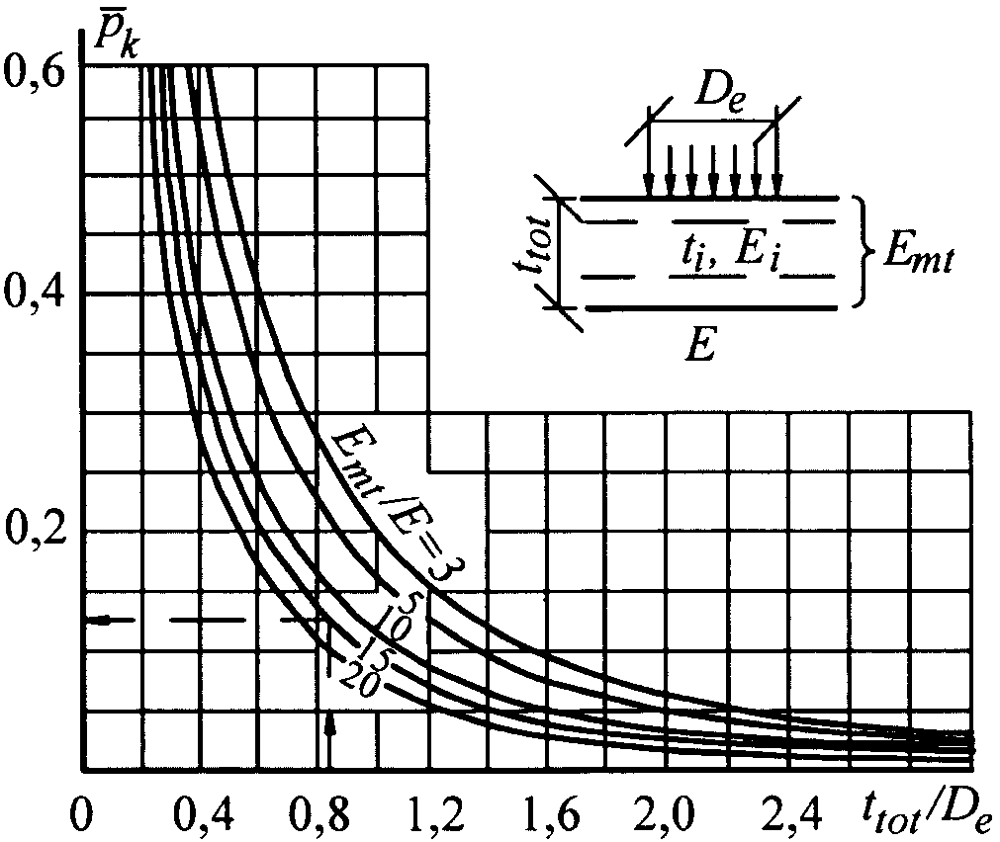 p̅k
0,6
0,4
0,2
0 0,4 0,8 1,2 1,6 2,0 2,4 ttot/De
Emt/E=3
5
10
15
20
De
ttot
ti, Ei
Emt
E